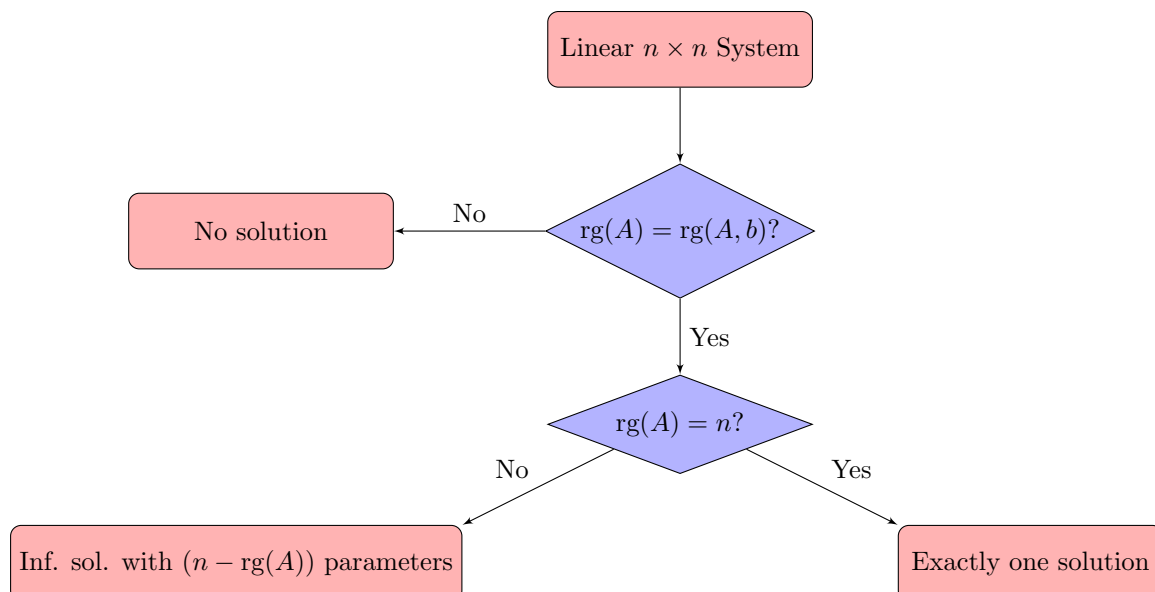 Linear n × n System
No solution
No
rg(A) = rg(A, b)?
Yes
rg(A) = n?
No
Yes
Inf. sol. with (n − rg(A)) parameters
Exactly one solution